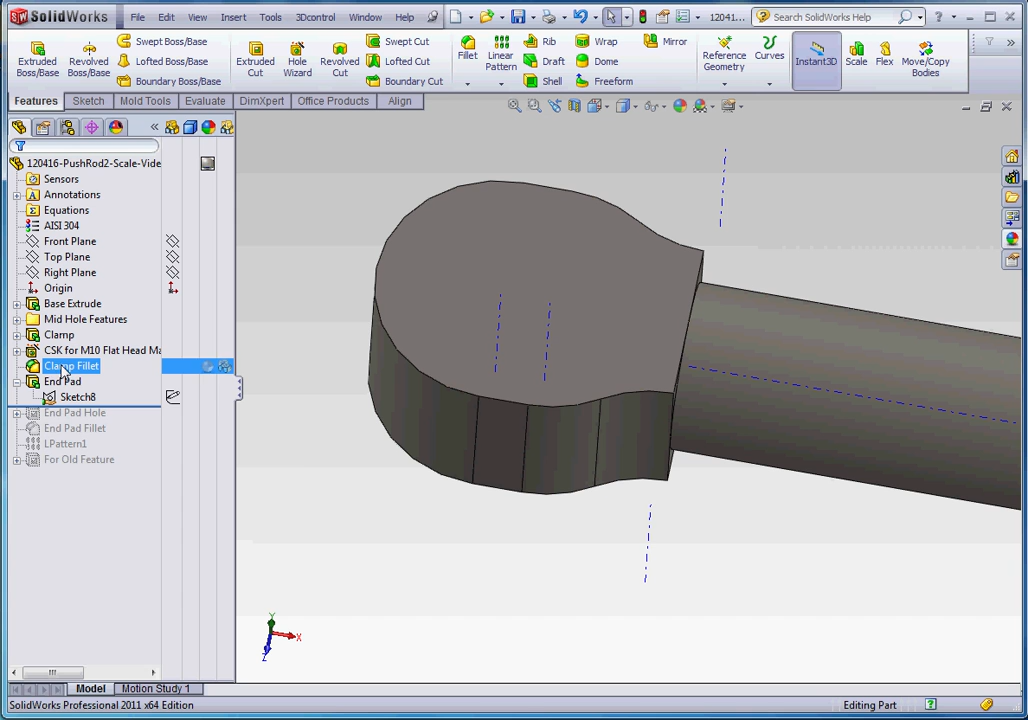 SolidWorks File Edit View Insert Tools 3Dcontrol Window Help 12041... Search SolidWorks Help
Extruded Boss/Base
Revolved Boss/Base
Swept Boss/Base
Lofted Boss/Base
Boundary Boss/Base
Extruded Cut
Hole Wizard
Revolved Cut
Swept Cut
Lofted Cut
Boundary Cut
Fillet
Linear Pattern
Rib
Draft
Shell
Wrap
Dome
Freeform
Mirror
Reference Geometry
Curves
Instant3D
Scale
Flex
Move/Copy Bodies
Features Sketch Mold Tools Evaluate DimXpert Office Products Align
120416-PushRod2-Scale-Vide
Sensors
Annotations
Equations
AISI 304
Front Plane
Top Plane
Right Plane
Origin
Base Extrude
Mid Hole Features
Clamp
CSK for M10 Flat Head Ma
Clamp Fillet
End Pad
Sketch8
End Pad Hole
End Pad Fillet
LPattern1
For Old Feature
Y
X
Z
Model Motion Study 1
SolidWorks Professional 2011 x64 Edition Editing Part